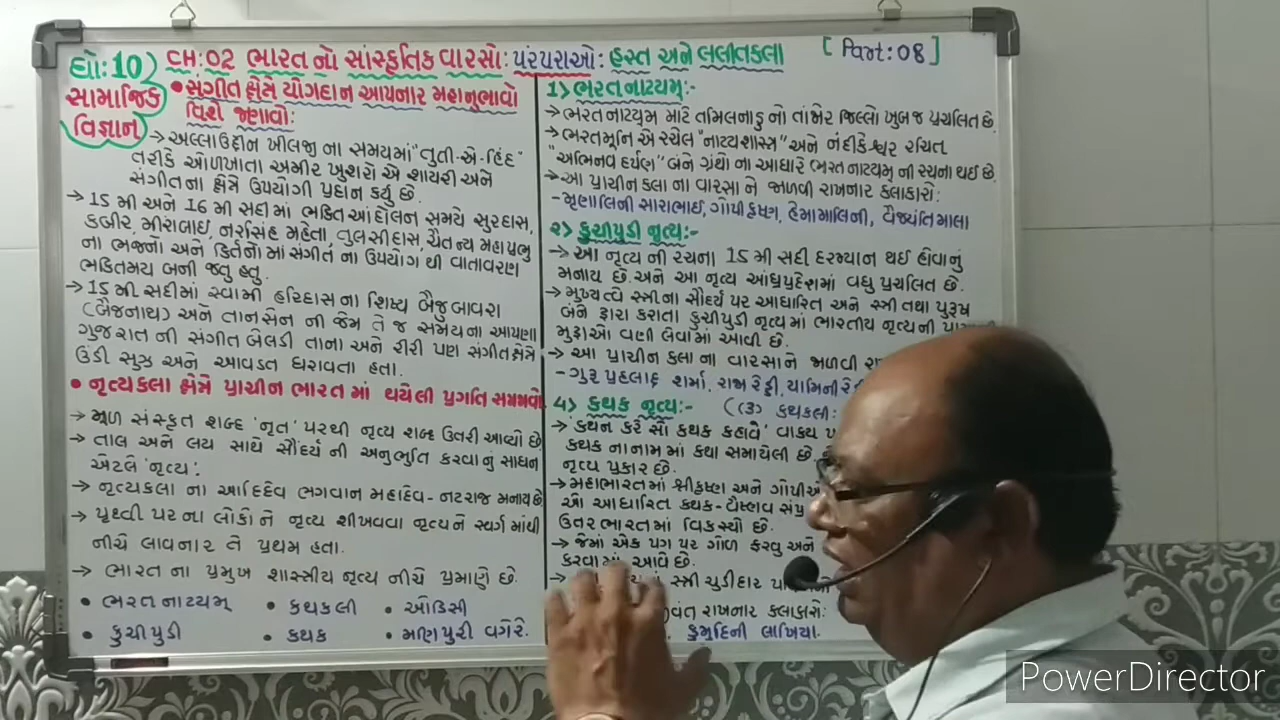 ધો:10)
સામાજિક
વિજ્ઞાન
CH:02 ભારતનો સાંસ્કૃતિક વારસો: પરંપરાઓ: હસ્ત અને લલીતકલા
[Part:08]
• સંગીત ક્ષેત્રે યોગદાન આપનાર મહાનુભાવો
વિશે જણાવો:
→ અલ્લાઉદ્દીન ખીલજી ના સમયમાં "તુતી-એ-હિંદ"
તરીકે ઓળખાતા અમીર ખુશરો એ શાયરી અને
સંગીતના ક્ષેત્રે ઉપયોગી પ્રદાન કર્યુ છે.
→ 15 મી અને 16 મી સદીમાં ભક્તિ આંદોલન સમયે સુરદાસ,
કબીર, મીરાબાઈ, નરસિંહ મહેતા, તુલસીદાસ, ચૈતન્ય મહાપ્રભુ
ના ભજનો અને કિર્તનો માં સંગીત ના ઉપયોગ થી વાતાવરણ
ભક્તિમય બની જતુ હતુ.
→ 15 મી સદીમાં સ્વામી હરિદાસ ના શિષ્ય બૈજુ બાવરા
(બૈજનાથ) અને તાનસેન ની જેમ તે જ સમયના આપણા
ગુજરાત ની સંગીત બેલડી તાના અને રીરી પણ સંગીતક્ષેત્રે
ઉંડી સુઝ અને આવડત ધરાવતા હતા.
• નૃત્યકલા ક્ષેત્રે પ્રાચીન ભારત માં થયેલી પ્રગતિ સમજાવો
→ મૂળ સંસ્કૃત શબ્દ 'નૃત' પરથી નૃત્ય શબ્દ ઉતરી આવ્યો છે
→ તાલ અને લય સાથે સૌંદર્ય ની અનુભુતિ કરવાનું સાધન
એટલે 'નૃત્ય'.
→ નૃત્યકલા ના આદિદેવ ભગવાન મહાદેવ - નટરાજ મનાય છે
→ પૃથ્વી પરના લોકો ને નૃત્ય શીખવવા નૃત્યને સ્વર્ગ માંથી
નીચે લાવનાર તે પ્રથમ હતા.
→ ભારત ના પ્રમુખ શાસ્ત્રીય નૃત્ય નીચે પ્રમાણે છે.
• ભરતનાટયમ્ • કથકલી • ઓડિસી
• કુચીપુડી • કથક • મણિપુરી વગેરે.
1) ભરતનાટ્યમ્:-
→ ભરતનાટ્યમ્ માટે તમિલનાડુ નો તાંજોર જિલ્લો ખુબ જ પ્રચલિત છે.
→ ભરતમૂનિ એ રચેલ "નાટ્યશાસ્ત્ર" અને નંદીકેશ્વર રચિત
"અભિનવ દર્પણ" બંને ગ્રંથો ના આધારે ભરત નાટ્યમ્ ની રચના થઈ છે.
→ આ પ્રાચીન કલા ના વારસા ને જાળવી રાખનાર કલાકારો:
- મૃણાલિની સારાભાઈ, ગોપીકૃષ્ણ, હેમામાલિની, વૈજયંતિ માલા
૨) કુચીપુડી નૃત્ય:-
→ આ નૃત્ય ની રચના 15 મી સદી દરમ્યાન થઈ હોવાનું
મનાય છે. અને આ નૃત્ય આંધ્રપ્રદેશમાં વધુ પ્રચલિત છે.
→ મુખ્યત્વે સ્ત્રીના સૌદર્ય પર આધારિત અને સ્ત્રી તથા પુરુષ
બંને દ્વારા કરાતા કુચીપુડી નૃત્યમાં ભારતીય નૃત્યની
મુદ્રાઓ વણી લેવામાં આવી છે.
→ આ પ્રાચીન કલા ના વારસાને જાળવી
- ગુરુ પ્રહલાદ શર્મા, રાજા રેડ્ડી, યામિની
4) કથક નૃત્ય:- ((૩) કથકલી:
→ 'કથન કરે સો કથક કહાવે' વાક્ય
કથક નાનામમાં કથા સમાયેલી છે.
નૃત્ય પ્રકાર છે.
→ મહાભારતમાં શ્રીકૃષ્ણ અને
આધારિત કથક-વૈષ્ણવ
ઉતરભારતમાં વિકસ્યો છે.
→ જેમાં એક પગ પર ગોળ ફરવુ અને
કરવામાં આવે છે.
સ્ત્રી ચુડીદાર
રાખનાર કલાકારો:
કુમુદિની લાખિયા.
PowerDirector